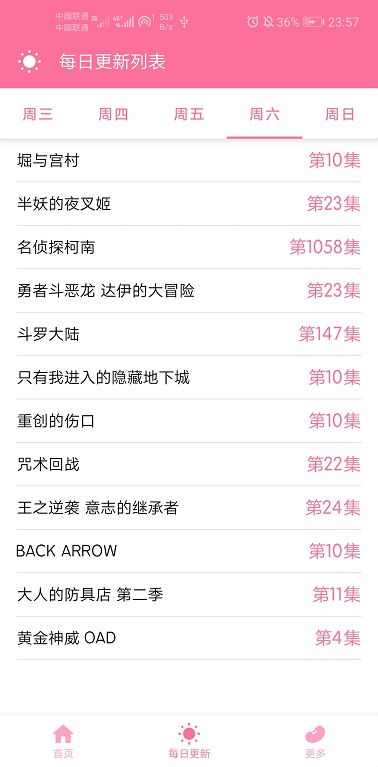 中国联通 3G 4G+ 1 503 36% 23:57
中国联通 B/s
每日更新列表
周三 周四 周五 周六 周日
堀与宫村 第10集
半妖的夜叉姬 第23集
名侦探柯南 第1058集
勇者斗恶龙 达伊的大冒险 第23集
斗罗大陆 第147集
只有我进入的隐藏地下城 第10集
重创的伤口 第10集
咒术回战 第22集
王之逆袭 意志的继承者 第24集
BACK ARROW 第10集
大人的防具店 第二季 第11集
黄金神威 OAD 第4集
首页 每日更新 更多